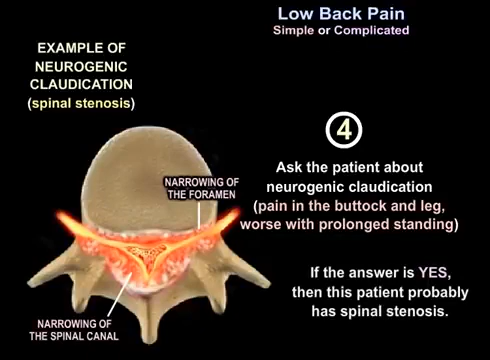 Low Back Pain
Simple or Complicated
EXAMPLE OF
NEUROGENIC
CLAUDICATION
(spinal stenosis)
4
Ask the patient about
neurogenic claudication
(pain in the buttock and leg,
worse with prolonged standing)
If the answer is YES,
then this patient probably
has spinal stenosis.
NARROWING OF
THE FORAMEN
NARROWING OF
THE SPINAL CANAL